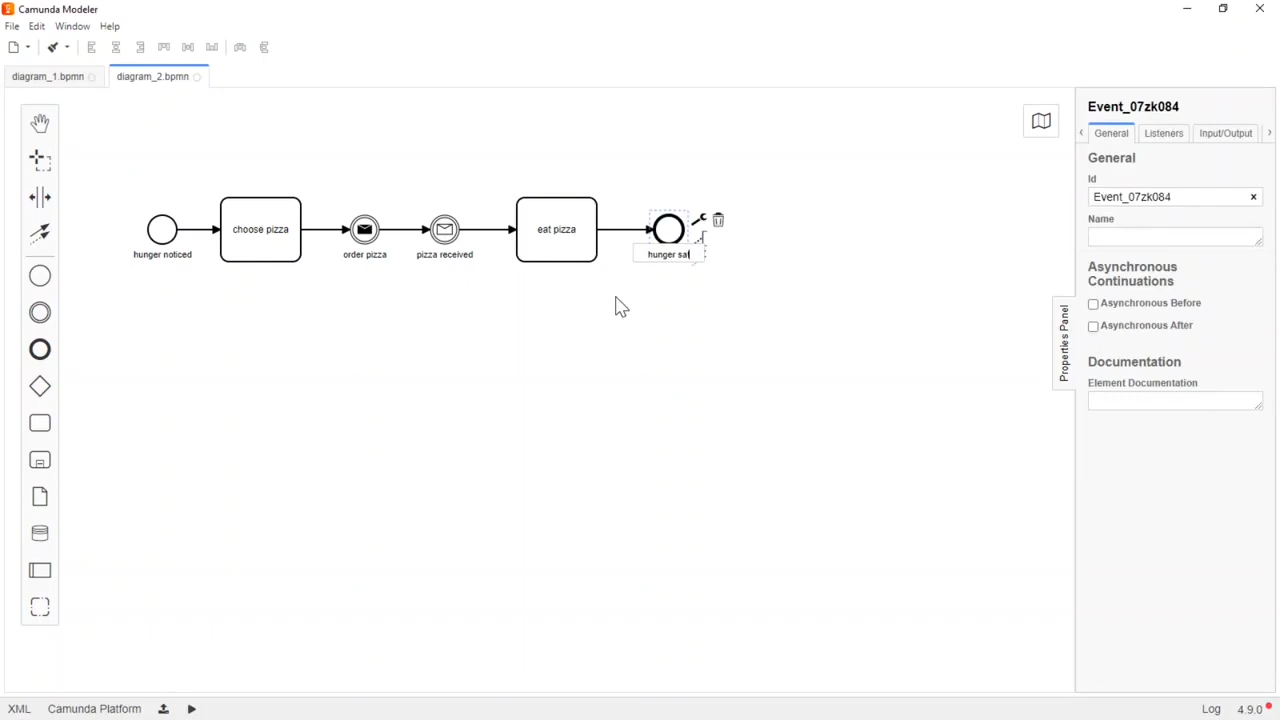 Camunda Modeler
File Edit Window Help
diagram_1.bpmn
diagram_2.bpmn
hunger noticed
choose pizza
order pizza
pizza received
eat pizza
hunger sat
Properties Panel
Event_07zk084
General Listeners Input/Output
General
Id
Event_07zk084
Name
Asynchronous
Continuations
Asynchronous Before
Asynchronous After
Documentation
Element Documentation
XML Camunda Platform
Log 4.9.0